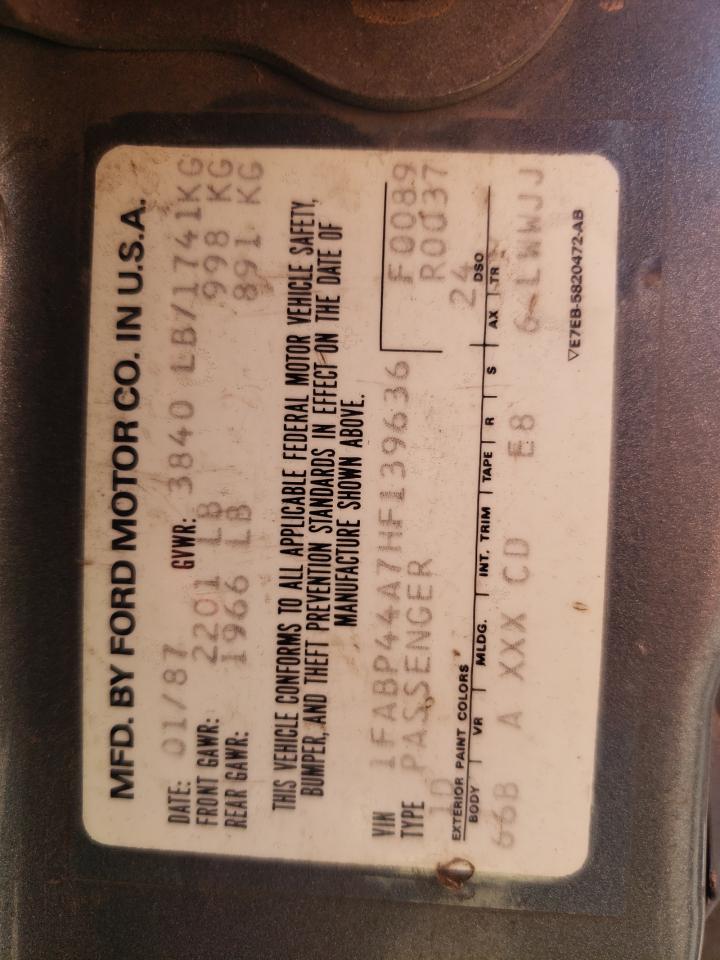 MFD. BY FORD MOTOR CO. IN U.S.A.
DATE: 01/87 GVWR: 3840 LB/1741KG
FRONT GAWR: 2201 LB 998 KG
REAR GAWR: 1966 LB 891 KG
THIS VEHICLE CONFORMS TO ALL APPLICABLE FEDERAL MOTOR VEHICLE SAFETY,
BUMPER, AND THEFT PREVENTION STANDARDS IN EFFECT ON THE DATE OF
MANUFACTURE SHOWN ABOVE.
VIN 1FABP44A7HF139636 F0089
TYPE PASSENGER R0037
1D 24
EXTERIOR PAINT COLORS DSO
BODY VR MLDG. INT. TRIM TAPE R S AX TR
66B A XXX CD E8 6 LWWJJ
▽E7EB-5820472-AB